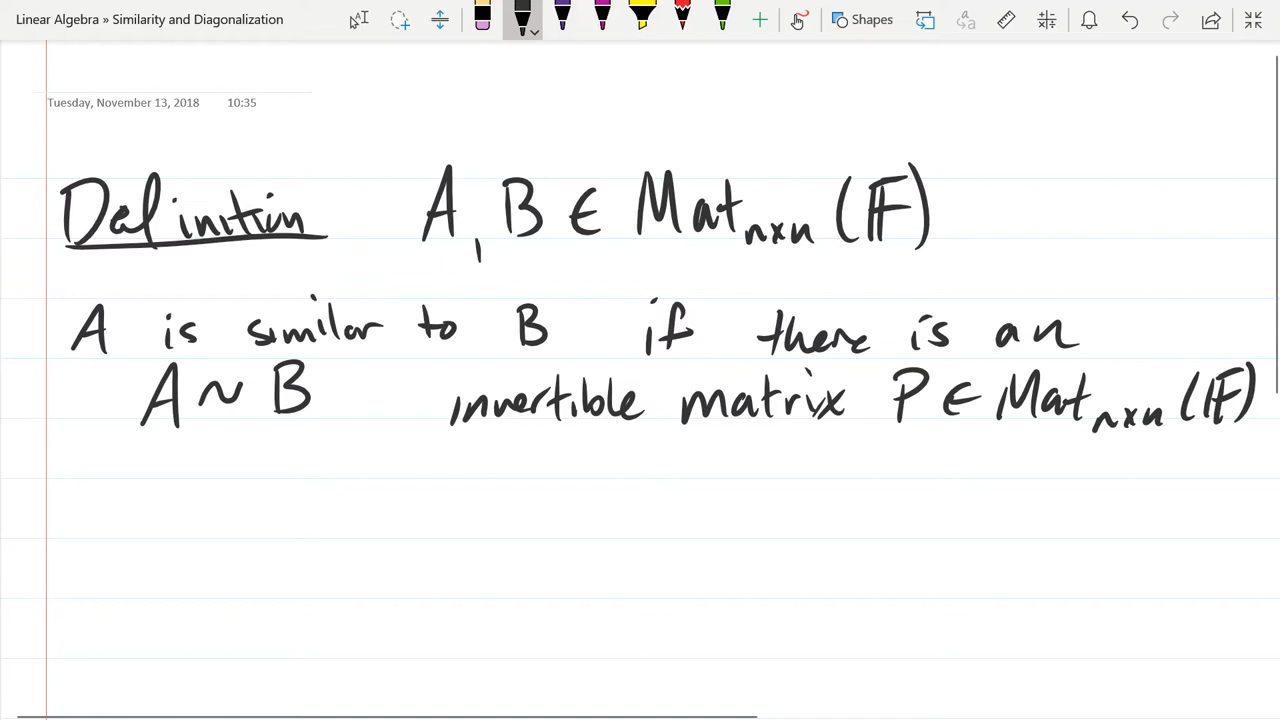 Linear Algebra » Similarity and Diagonalization
Shapes
Tuesday, November 13, 2018 10:35
Definition A, B ∈ Mat_{n×n} (𝔽)
A is similar to B if there is an
A ~ B invertible matrix P ∈ Mat_{n×n} (𝔽)